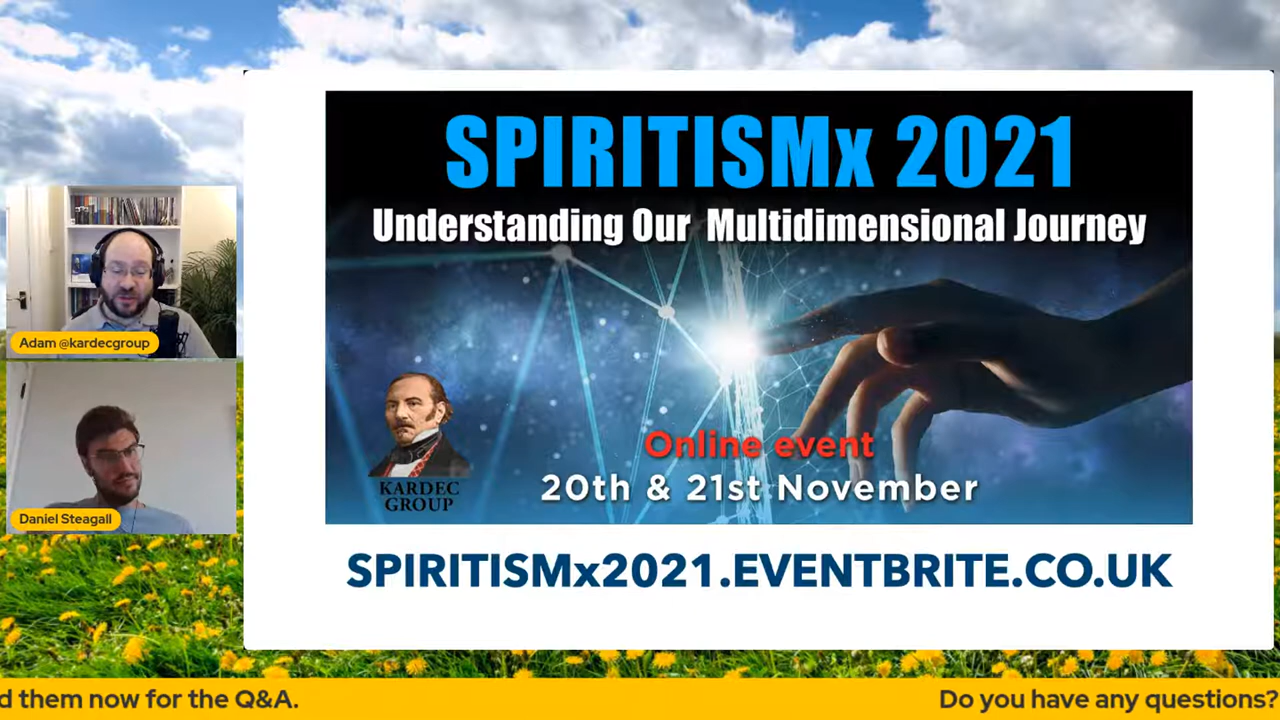 SPIRITISMx 2021
Understanding Our Multidimensional Journey
Online event
20th & 21st November
KARDEC
GROUP
SPIRITISMx2021.EVENTBRITE.CO.UK
Adam @kardecgroup
Daniel Steagall
d them now for the Q&A.
Do you have any questions?